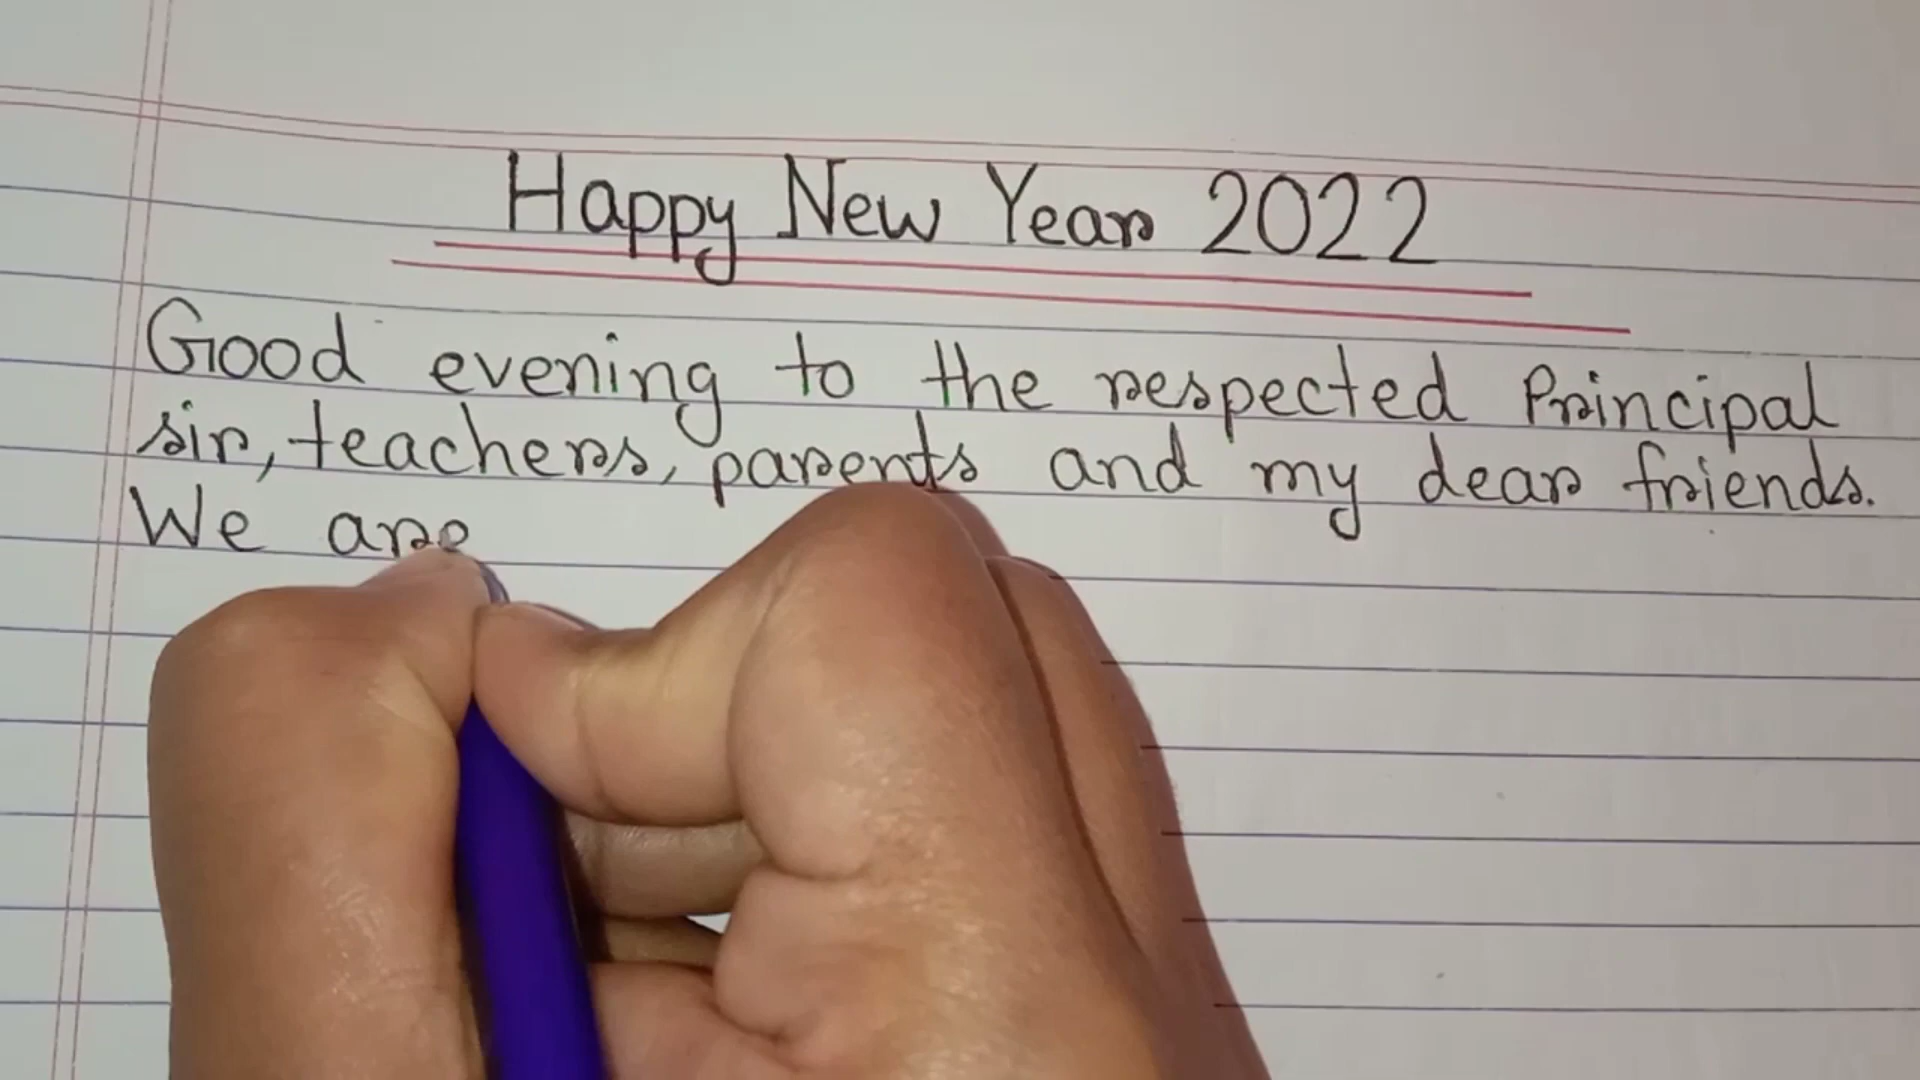 Happy New Year 2022
Good evening to the respected Principal
sir, teachers, parents and my dear friends.
We are